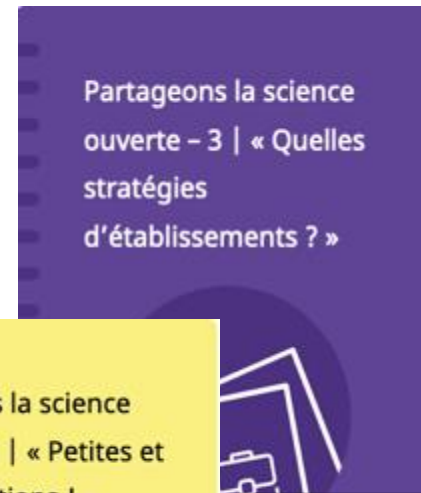 Partageons la science
ouverte – 3 | « Quelles
stratégies
d’établissements ? »
la science
| « Petites et